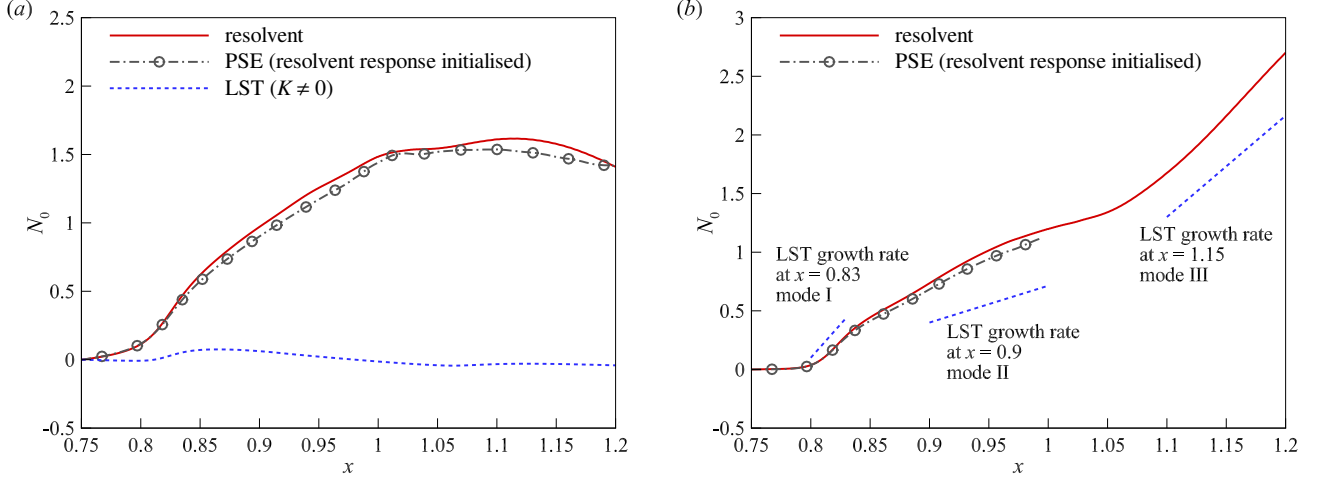 (a)
2.5
2
1.5
1
0.5
0
-0.5
N₀
resolvent
PSE (resolvent response initialised)
LST (K ≠ 0)
0.75 0.8 0.85 0.9 0.95 1 1.05 1.1 1.15 1.2
x
(b)
3
2.5
2
1.5
1
0.5
0
-0.5
N₀
resolvent
PSE (resolvent response initialised)
LST growth rate
at x = 0.83
mode I
LST growth rate
at x = 0.9
mode II
LST growth rate
at x = 1.15
mode III
0.75 0.8 0.85 0.9 0.95 1 1.05 1.1 1.15 1.2
x